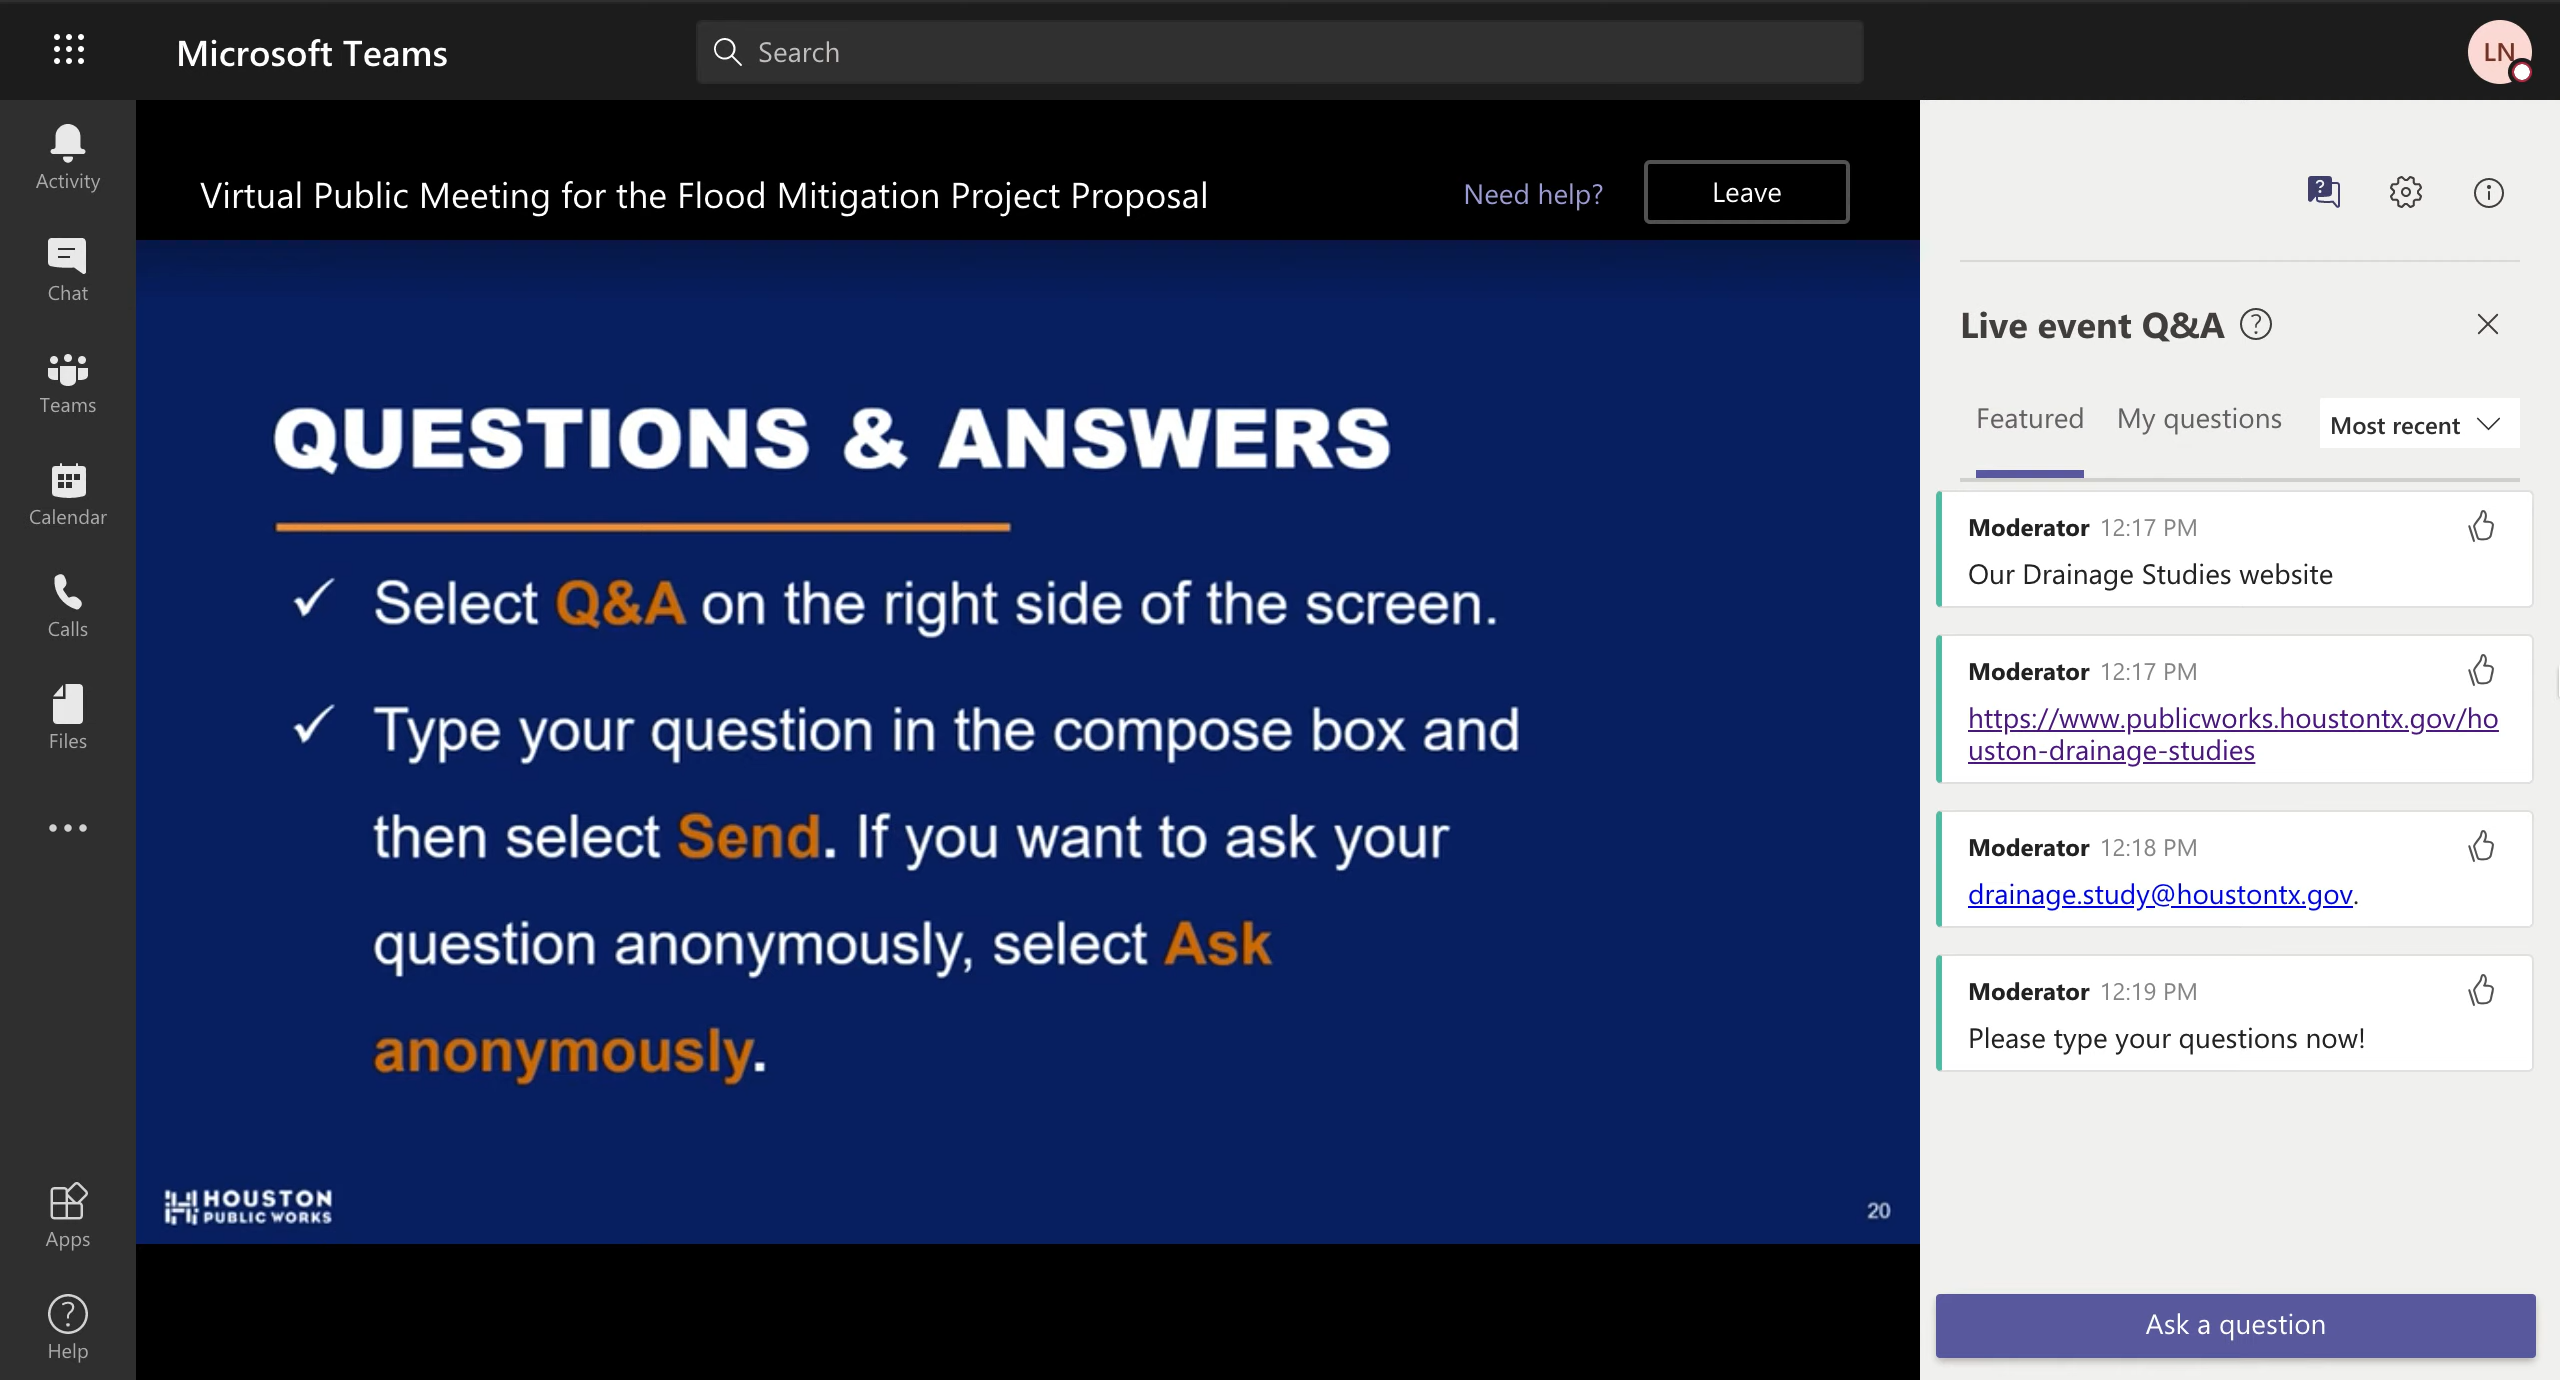 Microsoft Teams
Search
LN
Activity
Chat
Teams
Calendar
Calls
Files
Apps
Help
Virtual Public Meeting for the Flood Mitigation Project Proposal
Need help?
Leave
QUESTIONS & ANSWERS
✓ Select Q&A on the right side of the screen.
✓ Type your question in the compose box and
then select Send. If you want to ask your
question anonymously, select Ask
anonymously.
HOUSTON
PUBLIC WORKS
20
Live event Q&A
Featured
My questions
Most recent
Moderator 12:17 PM
Our Drainage Studies website
Moderator 12:17 PM
https://www.publicworks.houstontx.gov/ho
uston-drainage-studies
Moderator 12:18 PM
drainage.study@houstontx.gov.
Moderator 12:19 PM
Please type your questions now!
Ask a question